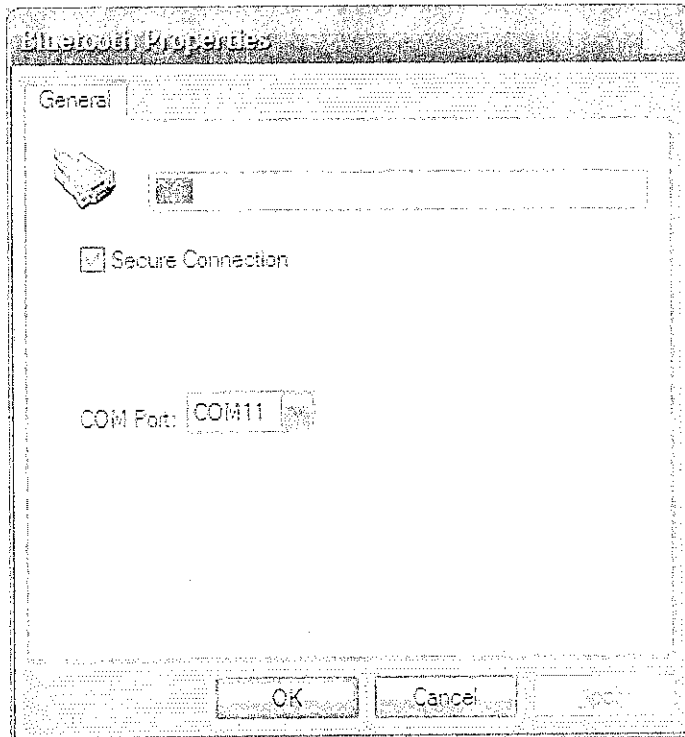 Bluetooth Properties
General
Secure Connection
COM Port: COM11
OK Cancel